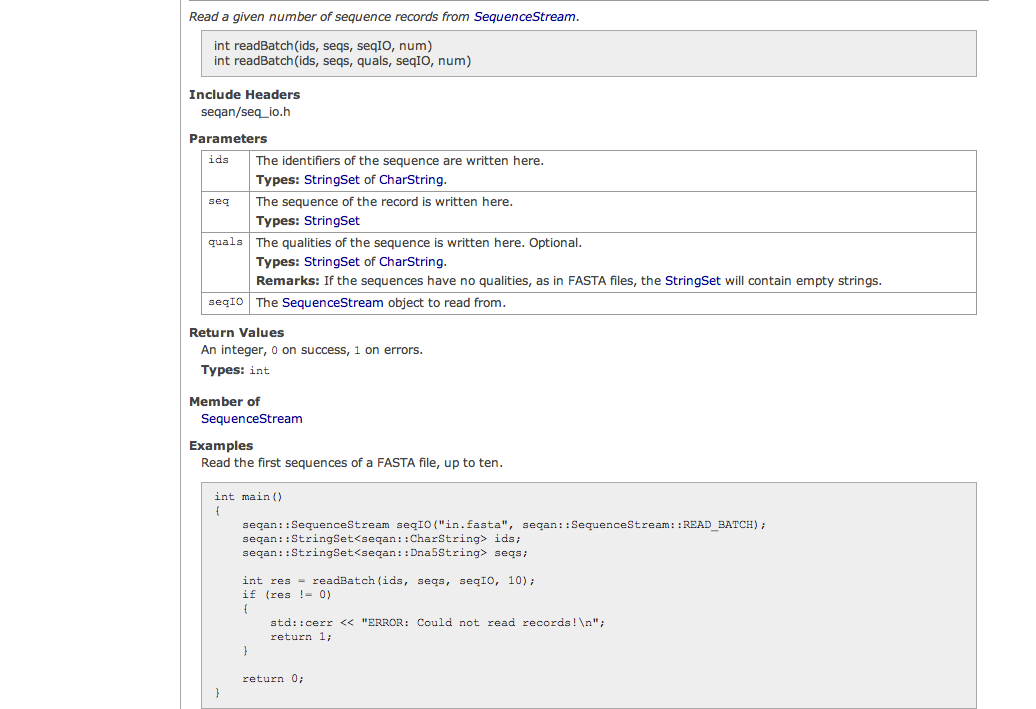 Read a given number of sequence records from SequenceStream.
int readBatch(ids, seqs, seqIO, num)
int readBatch(ids, seqs, quals, seqIO, num)
Include Headers
seqan/seq_io.h
Parameters
ids The identifiers of the sequence are written here.
Types: StringSet of CharString.
seq The sequence of the record is written here.
Types: StringSet
quals The qualities of the sequence is written here. Optional.
Types: StringSet of CharString.
Remarks: If the sequences have no qualities, as in FASTA files, the StringSet will contain empty strings.
seqIO The SequenceStream object to read from.
Return Values
An integer, 0 on success, 1 on errors.
Types: int
Member of
SequenceStream
Examples
Read the first sequences of a FASTA file, up to ten.
int main()
{
    seqan::SequenceStream seqIO("in.fasta", seqan::SequenceStream::READ_BATCH);
    seqan::StringSet<seqan::CharString> ids;
    seqan::StringSet<seqan::Dna5String> seqs;
    int res = readBatch(ids, seqs, seqIO, 10);
    if (res != 0)
    {
        std::cerr << "ERROR: Could not read records!\n";
        return 1;
    }
    return 0;
}